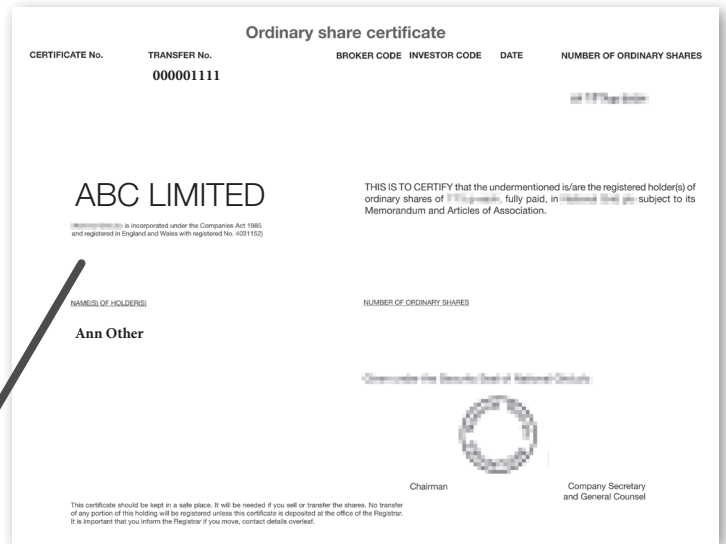 Ordinary share certificate
CERTIFICATE No. TRANSFER No. BROKER CODE INVESTOR CODE DATE NUMBER OF ORDINARY SHARES
000001111
ABC LIMITED
is incorporated under the Companies Act 1985
and registered in England and Wales with registered No. 4031152)
THIS IS TO CERTIFY that the undermentioned is/are the registered holder(s) of
ordinary shares of , fully paid, in subject to its
Memorandum and Articles of Association.
NAME(S) OF HOLDER(S) NUMBER OF ORDINARY SHARES
Ann Other
Chairman Company Secretary
and General Counsel
This certificate should be kept in a safe place. It will be needed if you sell or transfer the shares. No transfer
of any portion of this holding will be registered unless this certificate is deposited at the office of the Registrar.
It is important that you inform the Registrar if you move, contact details overleaf.